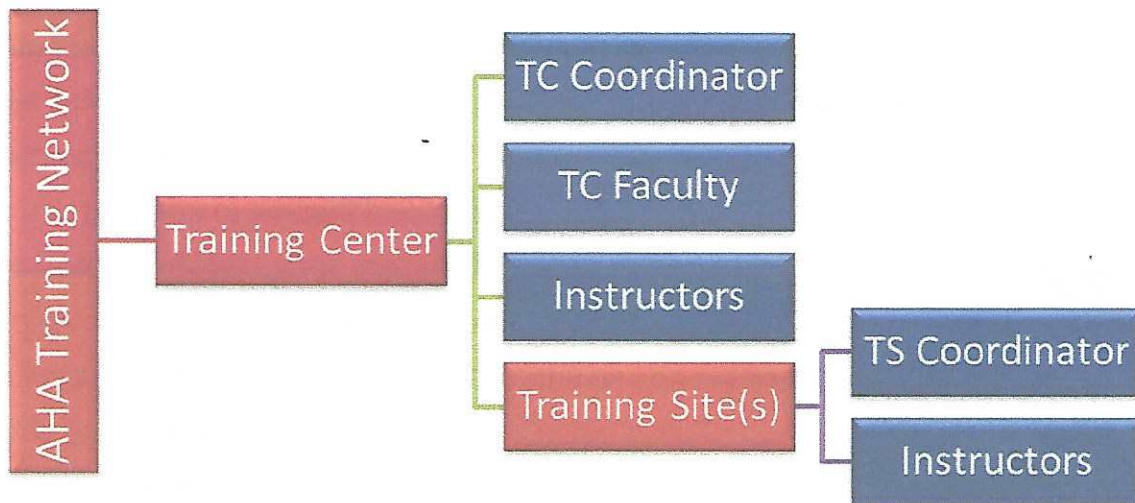 AHA Training Network
Training Center
TC Coordinator
TC Faculty
Instructors
Training Site(s)
TS Coordinator
Instructors